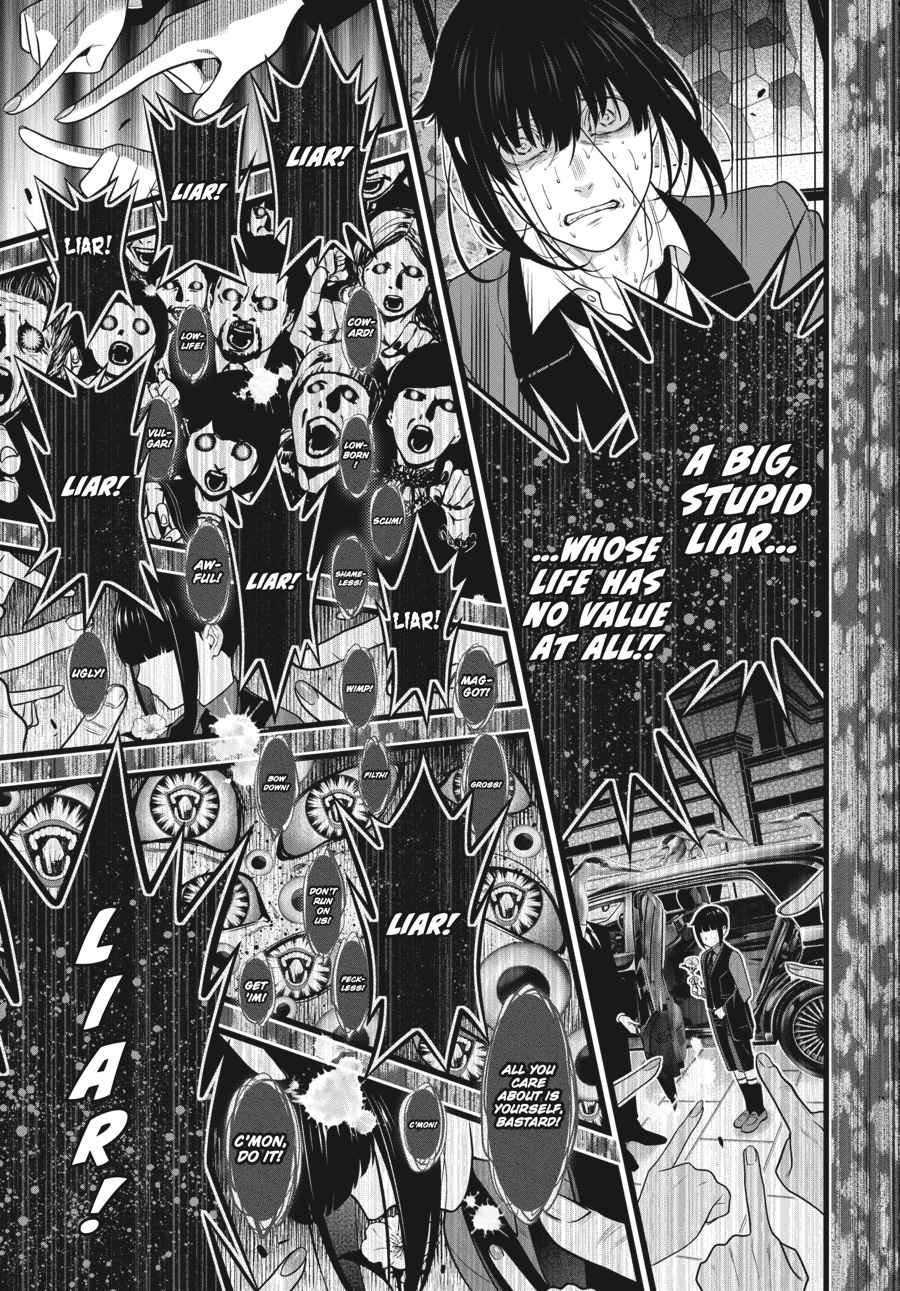 A BIG,
STUPID
LIAR...
...WHOSE
LIFE HAS
NO VALUE
AT ALL!!
LIAR!
LIAR!
LIAR!
COW-
ARD!
LOW-
LIFE!
LOW-
BORN
!
VUL-
GAR!
LIAR!
SCUM!
SHAME-
LESS!
LIAR!
AW-
FUL!
LIAR!
MAG-
GOT!
WIMP!
UGLY!
GROSS!
FILTH!
BOW
DOWN!
LIAR!
DON'T
RUN
ON
US!
FECK-
LESS!
GET
'IM!
LIAR!
ALL YOU
CARE
ABOUT IS
YOURSELF,
BASTARD!
C'MON!
C'MON,
DO IT!